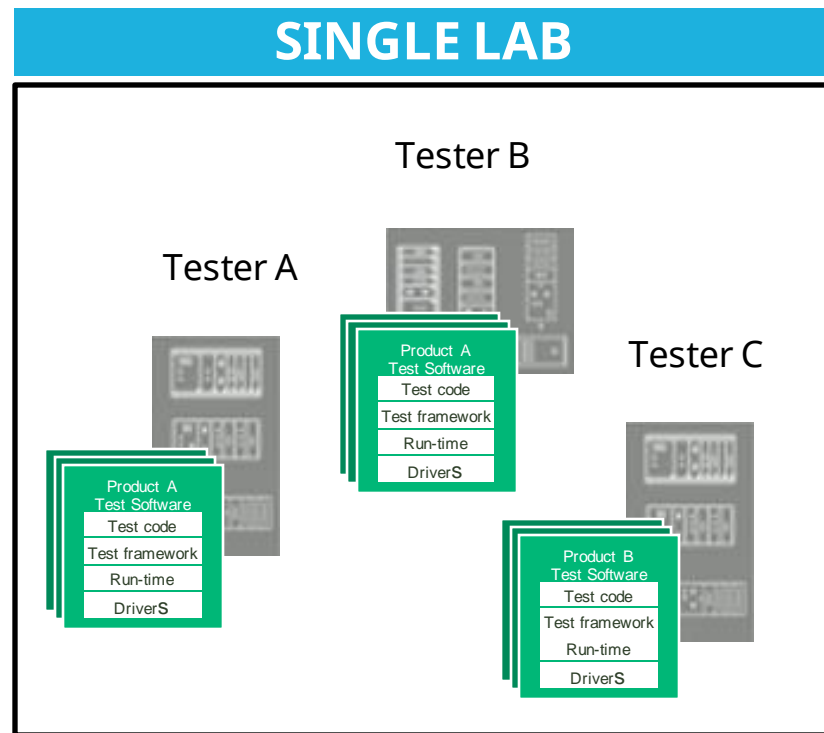 SINGLE LAB
Tester B
Tester A
Tester C
Product A
Test Software
Test code
Test framework
Run-time
DriverS
Product A
Test Software
Test code
Test framework
Run-time
DriverS
Product B
Test Software
Test code
Test framework
Run-time
DriverS